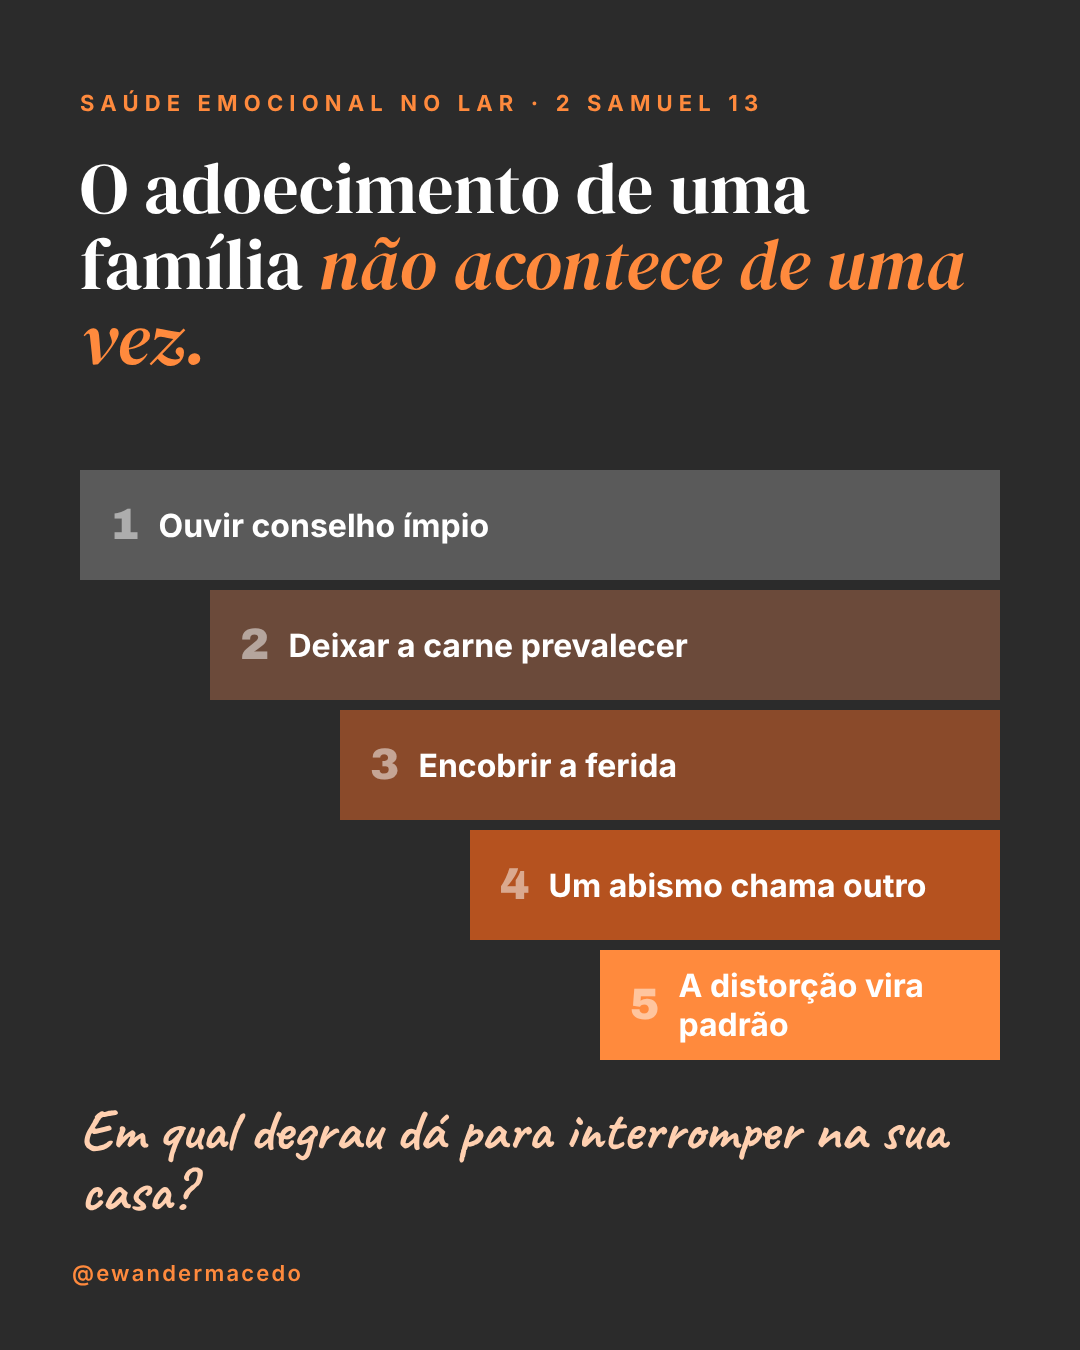 SAÚDE EMOCIONAL NO LAR · 2 SAMUEL 13
O adoecimento de uma
família não acontece de uma
vez.
1 Ouvir conselho ímpio
2 Deixar a carne prevalecer
3 Encobrir a ferida
4 Um abismo chama outro
5 A distorção vira
padrão
Em qual degrau dá para interromper na sua
casa?
@ewandermacedo